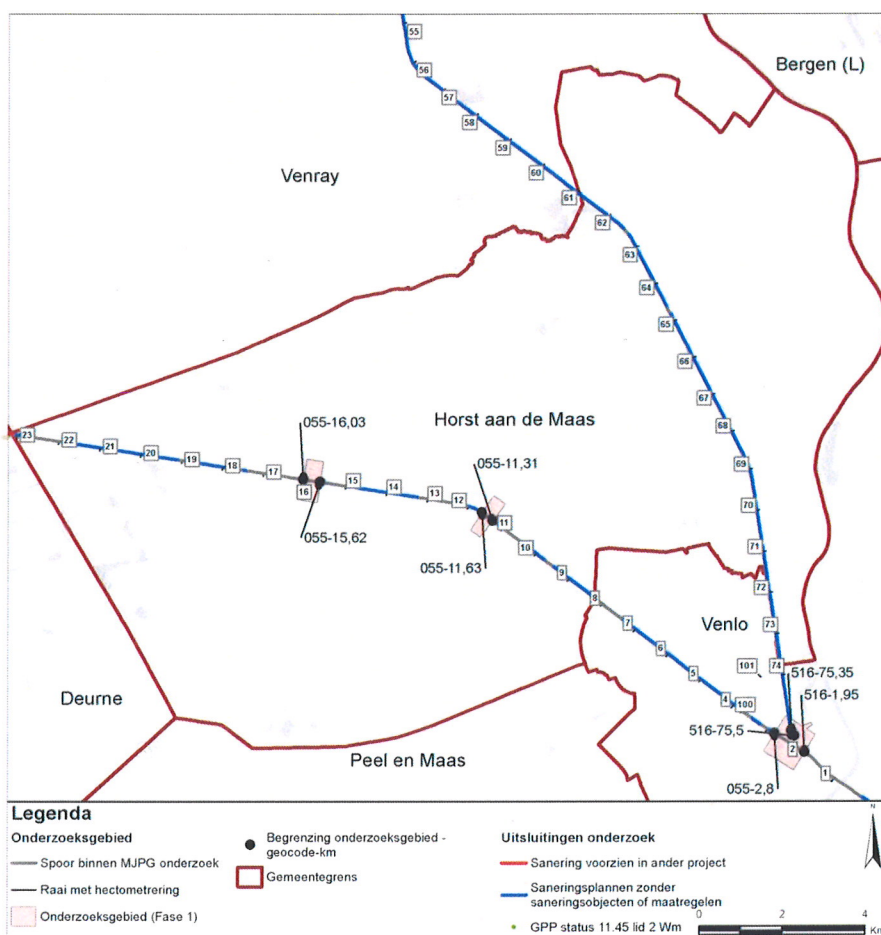 55
Bergen (L)
56
57
58
59
Venray
60
61
62
63
64
65
66
67
055-16,03
Horst aan de Maas
68
23
22
21
20
19
18
17
16
15
14
13
12
055-11,31
69
11
70
055-15,62
10
71
055-11,63
9
72
8
7
Venlo
73
6
101
74
5
516-75,35
4
100
516-1,95
Deurne
516-75,5
2
Peel en Maas
1
055-2,8
Legenda
Onderzoeksgebied
Spoor binnen MJPG onderzoek
Raai met hectometrering
Onderzoeksgebied (Fase 1)
Begrenzing onderzoeksgebied - geocode-km
Gemeentegrens
Uitsluitingen onderzoek
Sanering voorzien in ander project
Saneringsplannen zonder
saneringsobjecten of maatregelen
GPP status 11.45 lid 2 Wm
N
0 2 4
Km